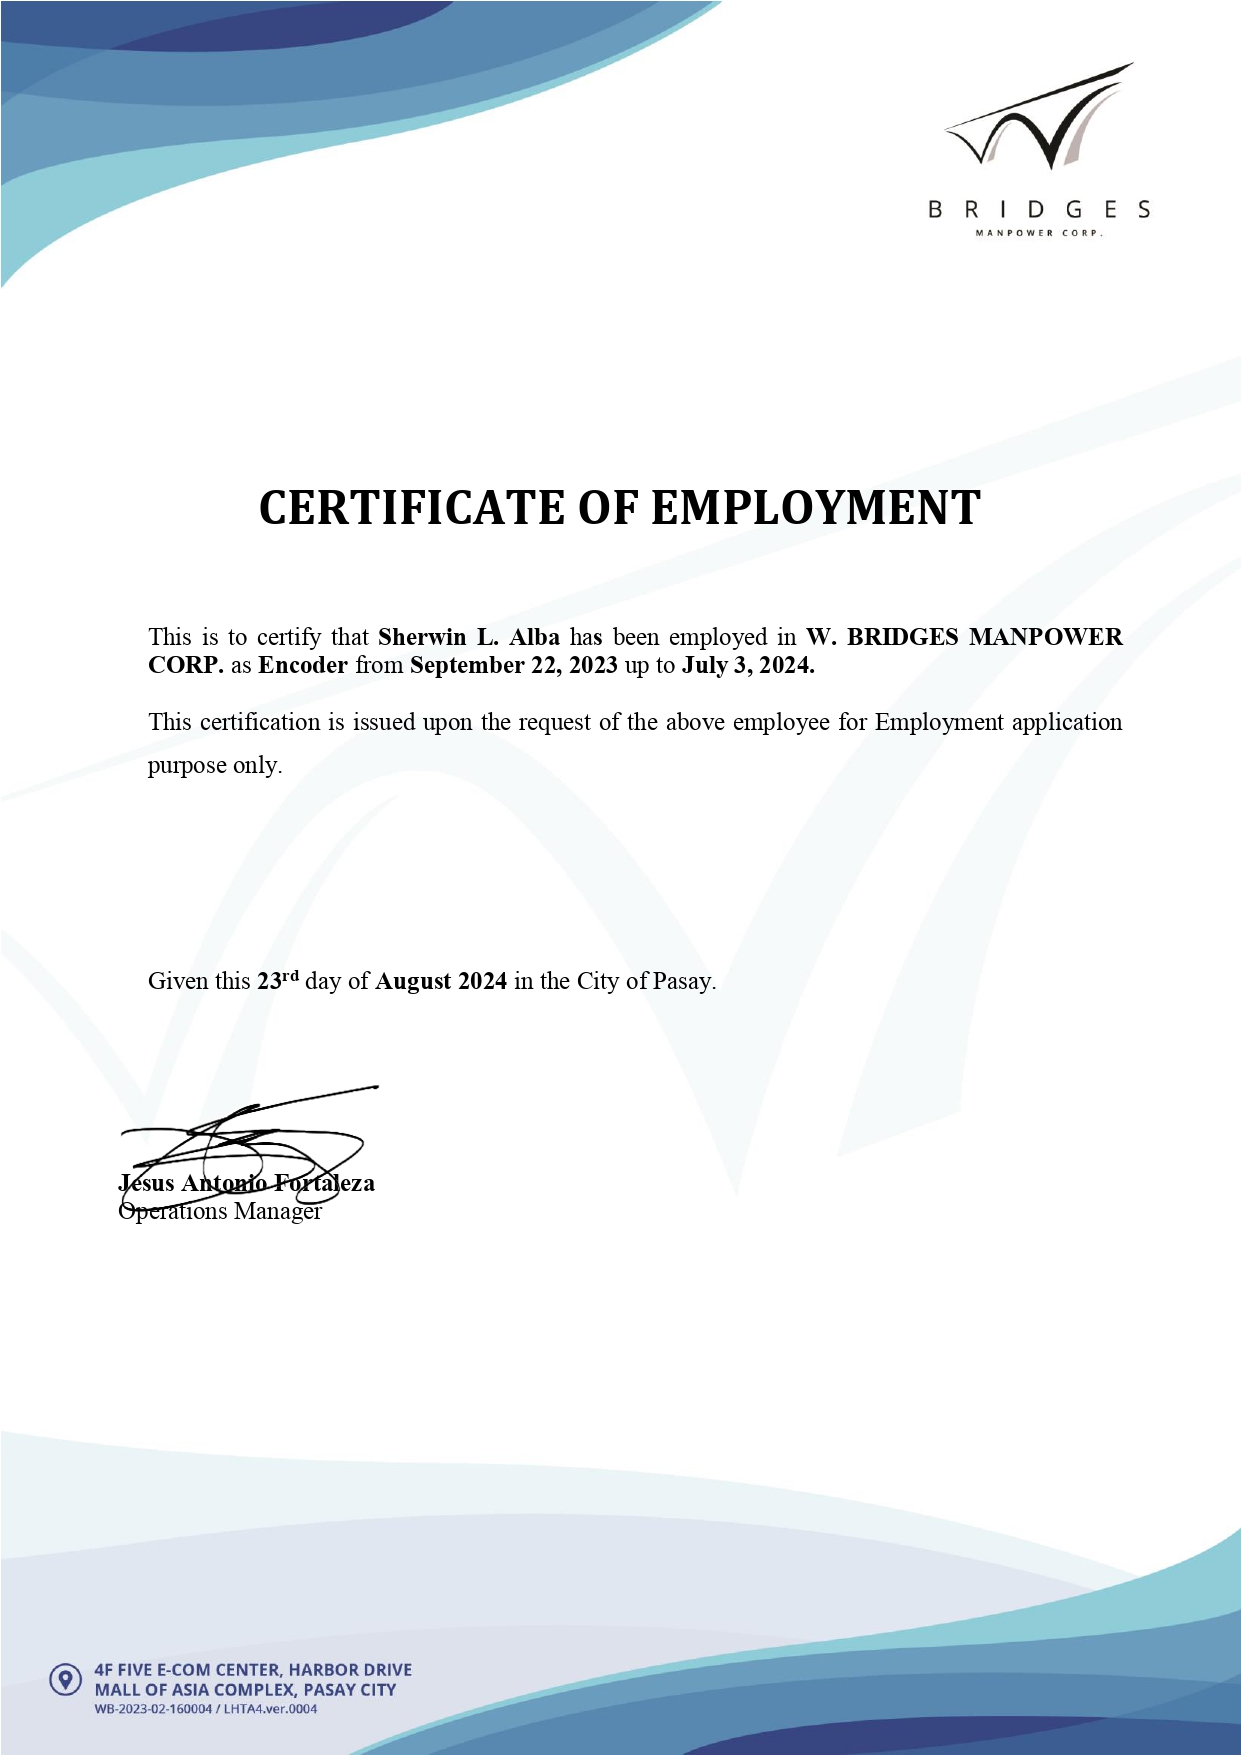 BRIDGES
MANPOWER CORP.
CERTIFICATE OF EMPLOYMENT
This is to certify that Sherwin L. Alba has been employed in W. BRIDGES MANPOWER
CORP. as Encoder from September 22, 2023 up to July 3, 2024.
This certification is issued upon the request of the above employee for Employment application
purpose only.
Given this 23rd day of August 2024 in the City of Pasay.
Jesus Antonio Fortaleza
Operations Manager
4F FIVE E-COM CENTER, HARBOR DRIVE
MALL OF ASIA COMPLEX, PASAY CITY
WB-2023-02-160004 / LHTA4.ver.0004